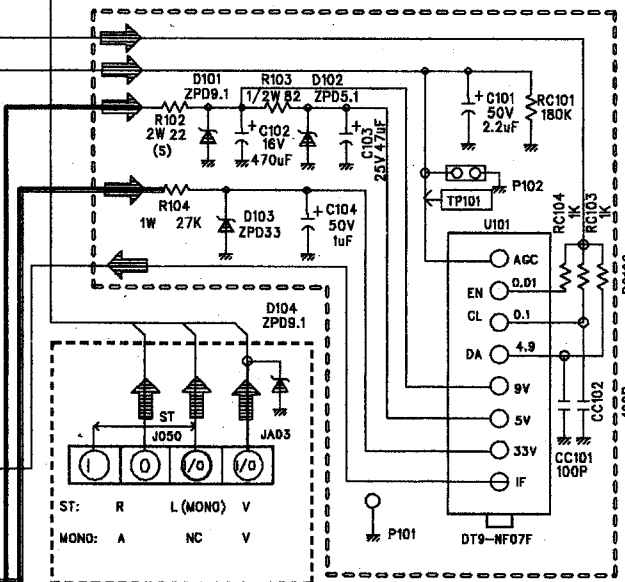 D101
ZPD9.1
R103
1/2W 82
D102
ZPD5.1
R102
2W 22
(S)
+
C102
16V
470uF
+
C103
25V 47uF
+
C101
50V
2.2uF
RC101
180K
R104
1W 27K
D103
ZPD33
+
C104
50V
1uF
P102
TP101
RC104
1K
RC103
1K
U101
AGC
EN 0.01
CL 0.1
DA 4.9
9V
5V
33V
IF
CC102
CC101
100P
DT9-NF07F
P101
D104
ZPD9.1
ST
J050
JA03
I O I/O I/O
ST: R L (MONO) V
MONO: A NC V